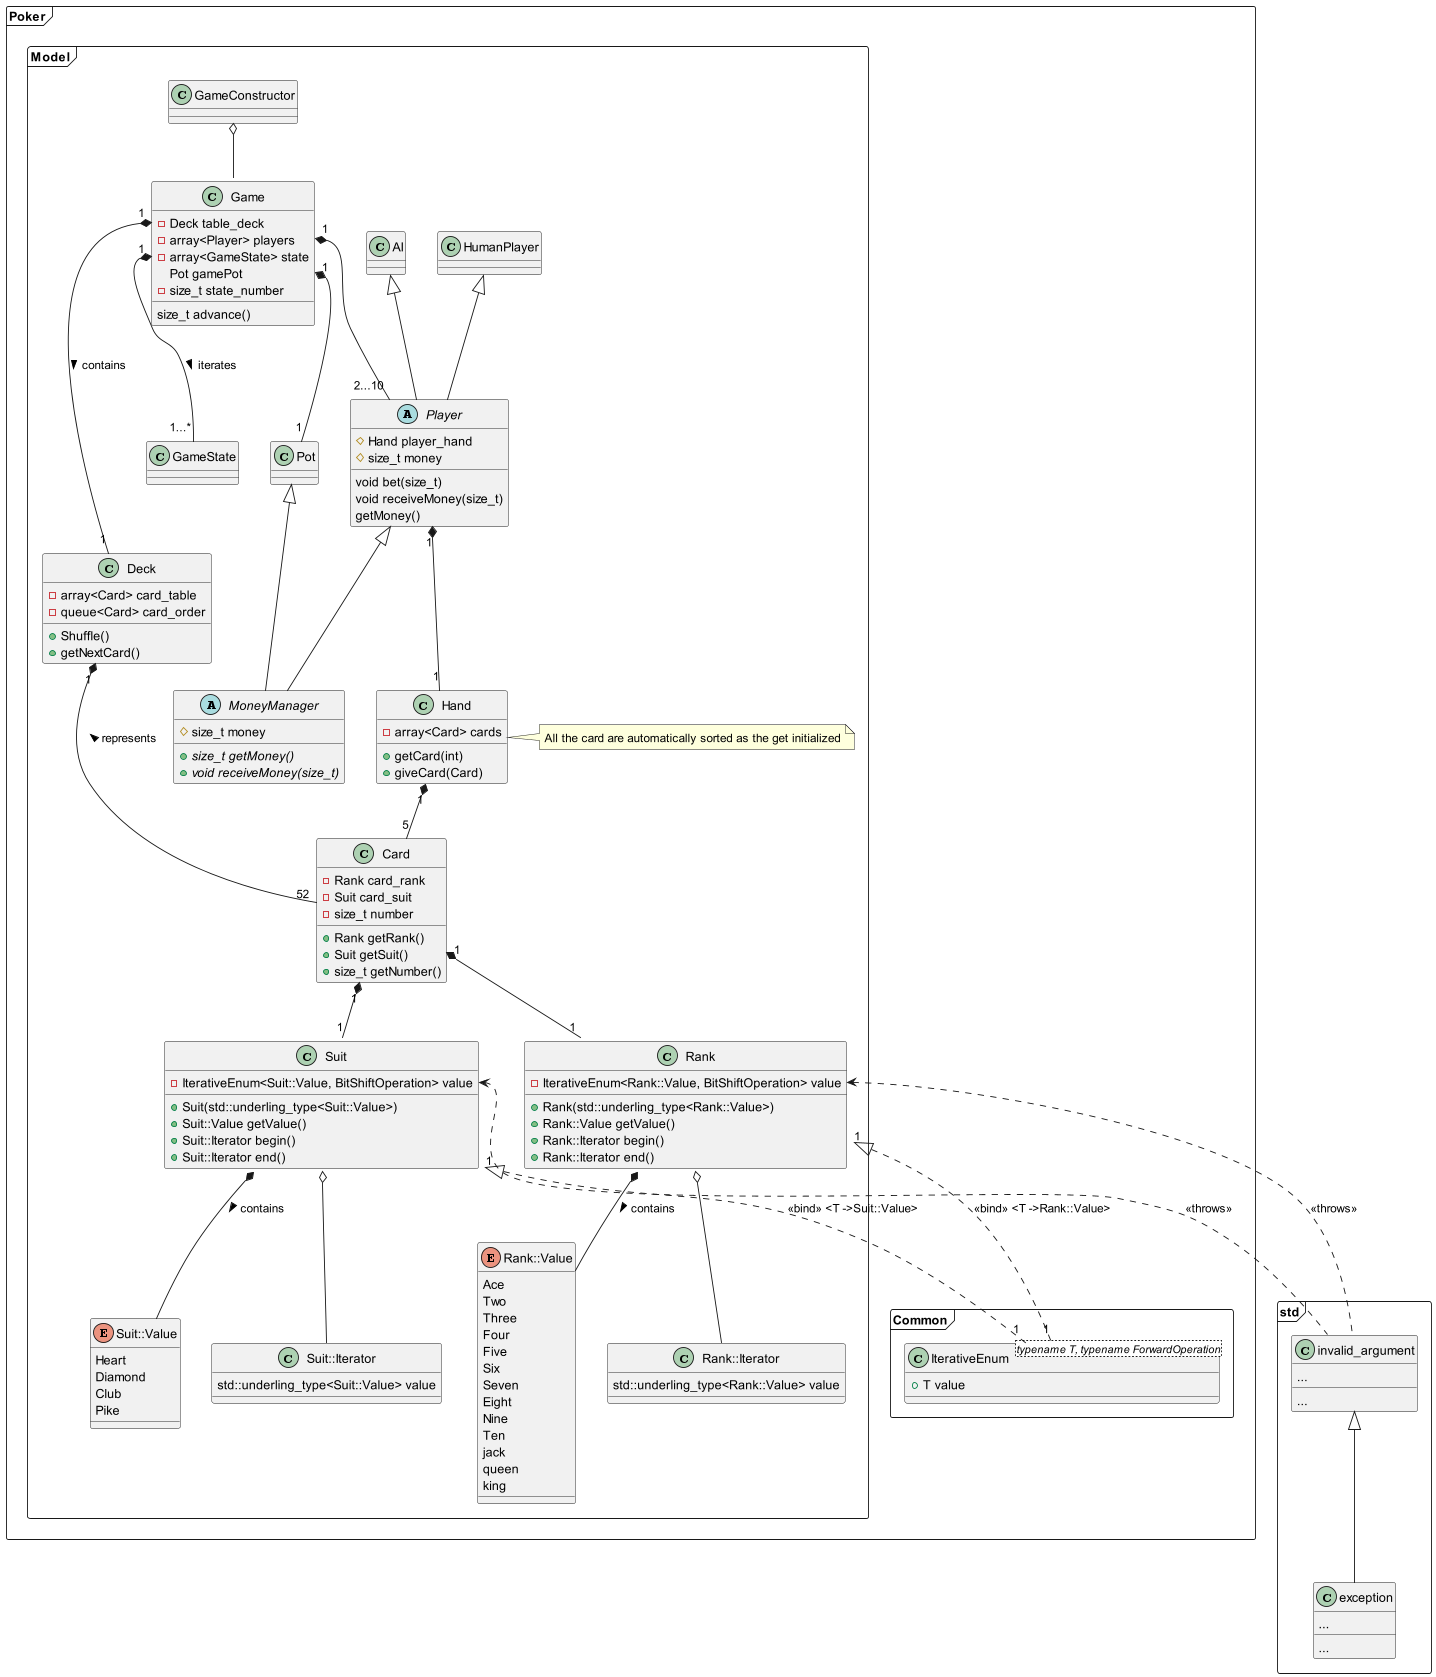 Poker
Model
C GameConstructor
C Game
Deck table_deck
array<Player> players
array<GameState> state
Pot gamePot
size_t state_number
size_t advance()
1
1
1
1
C AI
C HumanPlayer
contains
iterates
2...10
1...*
1
1
C GameState
C Pot
A Player
Hand player_hand
size_t money
void bet(size_t)
void receiveMoney(size_t)
getMoney()
1
C Deck
array<Card> card_table
queue<Card> card_order
Shuffle()
getNextCard()
1
1
A MoneyManager
size_t money
size_t getMoney()
void receiveMoney(size_t)
C Hand
array<Card> cards
getCard(int)
giveCard(Card)
All the card are automatically sorted as the get initialized
represents
1
5
52
C Card
Rank card_rank
Suit card_suit
size_t number
Rank getRank()
Suit getSuit()
size_t getNumber()
1
1
1
1
C Suit
IterativeEnum<Suit::Value, BitShiftOperation> value
Suit(std::underling_type<Suit::Value>)
Suit::Value getValue()
Suit::Iterator begin()
Suit::Iterator end()
C Rank
IterativeEnum<Rank::Value, BitShiftOperation> value
Rank(std::underling_type<Rank::Value>)
Rank::Value getValue()
Rank::Iterator begin()
Rank::Iterator end()
1
1
contains
contains
«bind» <T ->Suit::Value>
«bind» <T ->Rank::Value>
«throws»
«throws»
E Suit::Value
Heart
Diamond
Club
Pike
C Suit::Iterator
std::underling_type<Suit::Value> value
E Rank::Value
Ace
Two
Three
Four
Five
Six
Seven
Eight
Nine
Ten
jack
queen
king
C Rank::Iterator
std::underling_type<Rank::Value> value
Common
1
1
C IterativeEnum
typename T, typename ForwardOperation
T value
std
C invalid_argument
...
...
C exception
...
...